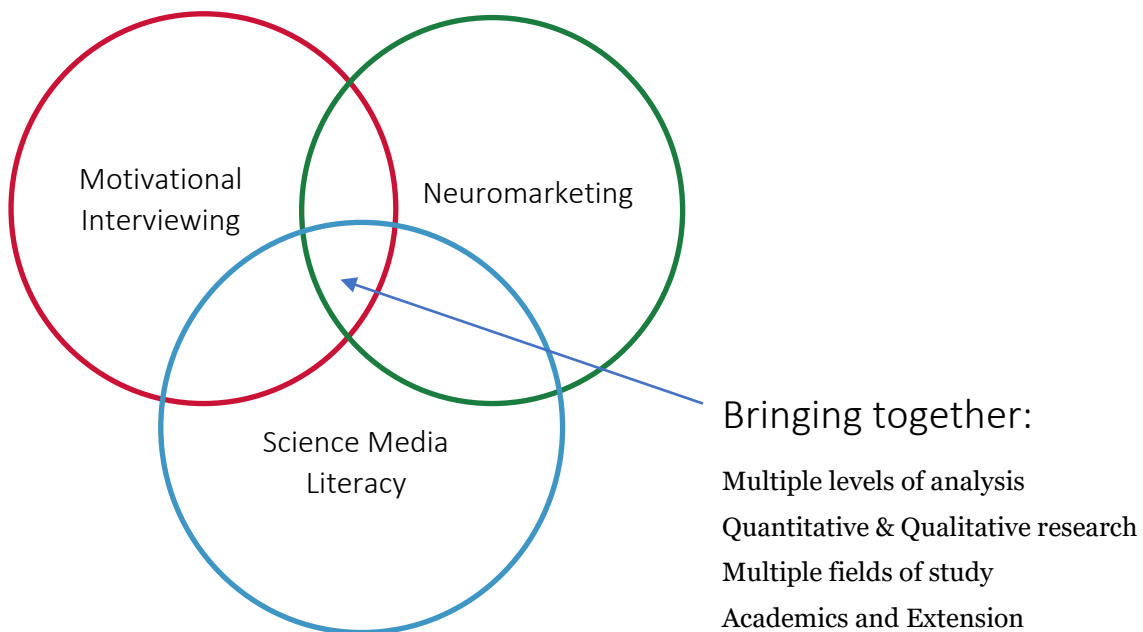 Motivational
Interviewing
Neuromarketing
Science Media
Literacy
Bringing together:
Multiple levels of analysis
Quantitative & Qualitative research
Multiple fields of study
Academics and Extension